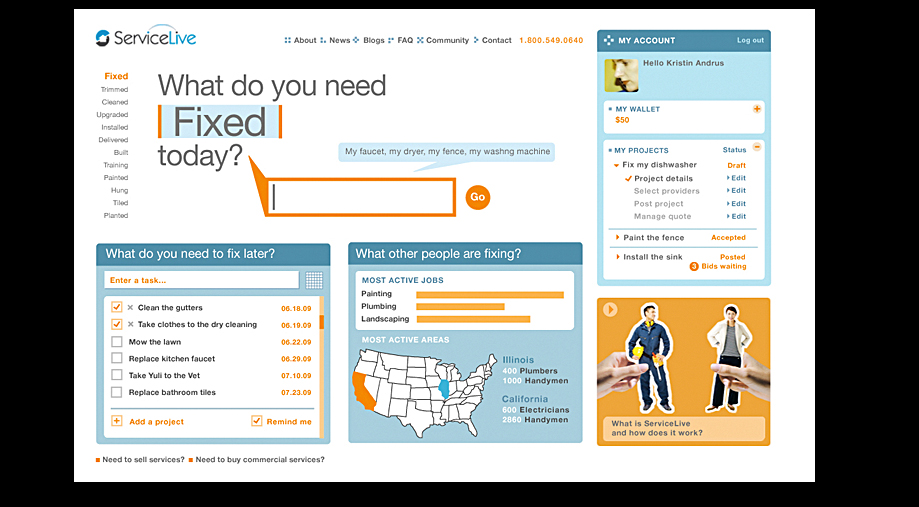 ServiceLive
About News Blogs FAQ Community Contact 1.800.549.0640
Fixed
Trimmed
Cleaned
Upgraded
Installed
Delivered
Built
Training
Painted
Hung
Tiled
Planted
What do you need
Fixed
today?
My faucet, my dryer, my fence, my washng machine
Go
MY ACCOUNT Log out
Hello Kristin Andrus
MY WALLET
$50
MY PROJECTS Status
Fix my dishwasher Draft
Project details Edit
Select providers Edit
Post project Edit
Manage quote Edit
Paint the fence Accepted
Install the sink Posted
3 Bids waiting
What do you need to fix later?
Enter a task...
Clean the gutters 06.18.09
Take clothes to the dry cleaning 06.19.09
Mow the lawn 06.22.09
Replace kitchen faucet 06.29.09
Take Yuli to the Vet 07.10.09
Replace bathroom tiles 07.23.09
Add a project Remind me
What other people are fixing?
MOST ACTIVE JOBS
Painting
Plumbing
Landscaping
MOST ACTIVE AREAS
Illinois
400 Plumbers
1000 Handymen
California
600 Electricians
2860 Handymen
What is ServiceLive
and how does it work?
Need to sell services? Need to buy commercial services?